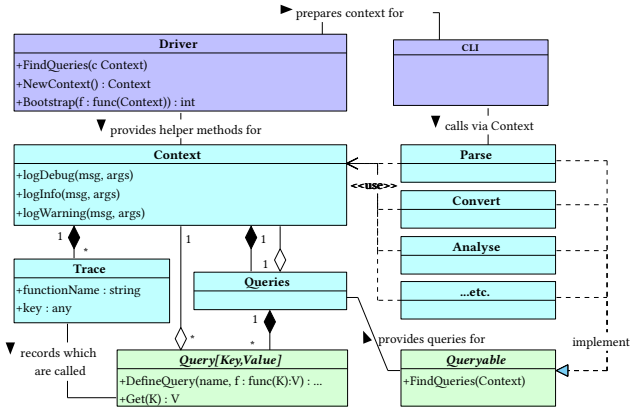 prepares context for
Driver
+FindQueries(c Context)
+NewContext() : Context
+Bootstrap(f : func(Context)) : int
CLI
provides helper methods for
calls via Context
Context
+logDebug(msg, args)
+logInfo(msg, args)
+logWarning(msg, args)
Parse
<<use>>
Convert
Analyse
...etc.
1
*
1
1
1
Trace
+functionName : string
+key : any
Queries
1
*
*
records which
are called
provides queries for
implement
Query[Key,Value]
+DefineQuery(name, f : func(K):V) : ...
+Get(K) : V
Queryable
+FindQueries(Context)